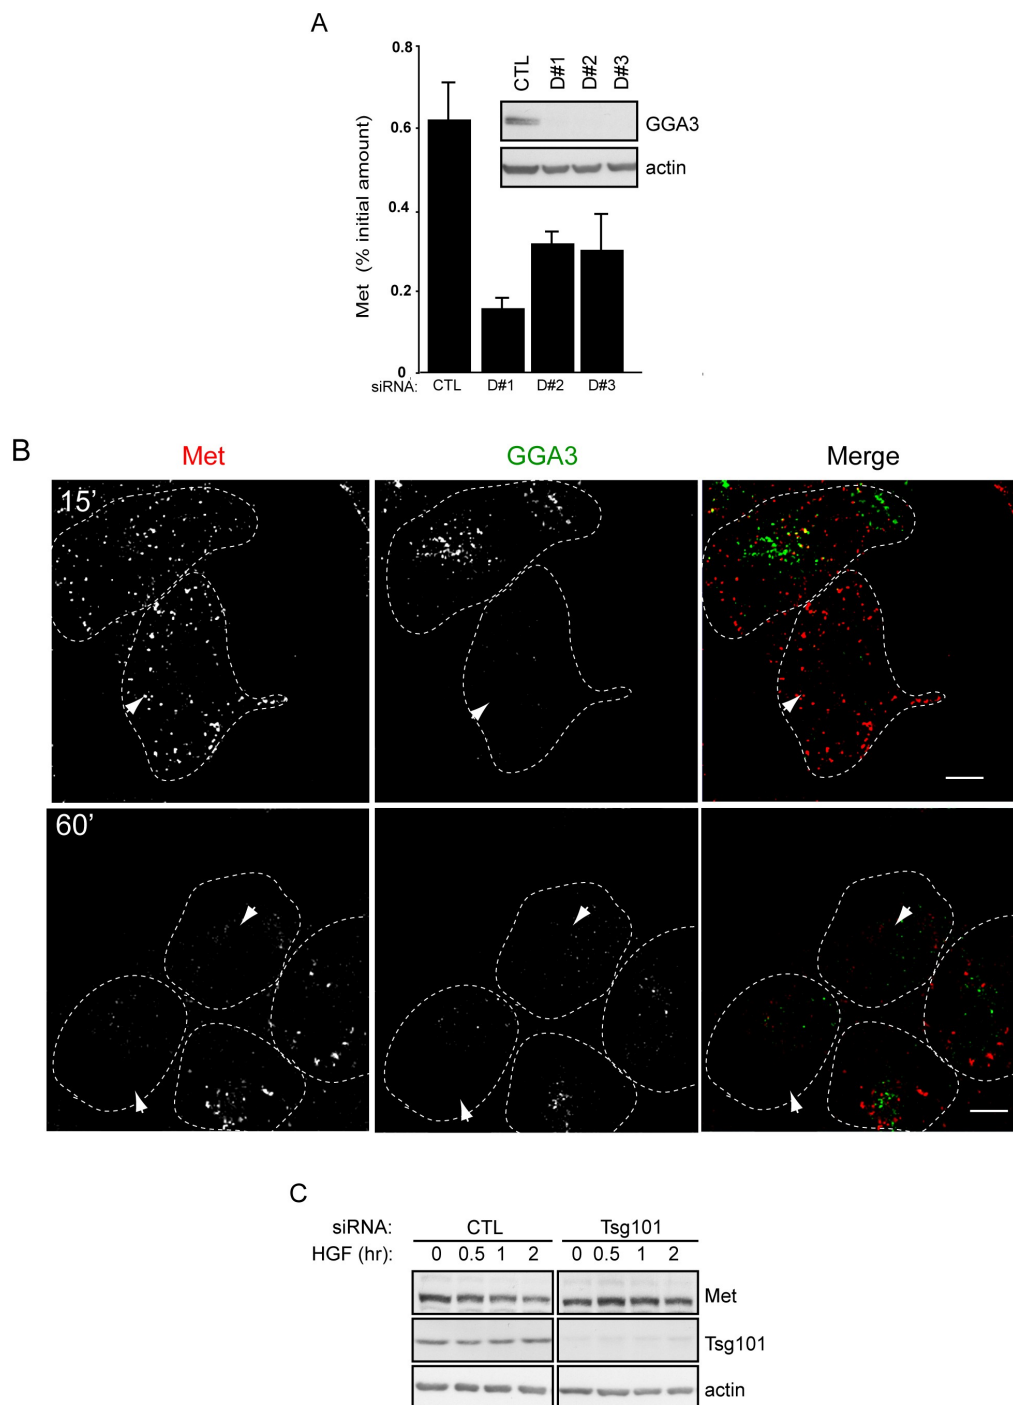 A
0.8
0.6
0.4
0.2
0
Met (% initial amount)
CTL D#1 D#2 D#3
GGA3
actin
siRNA: CTL D#1 D#2 D#3
B
Met GGA3 Merge
15'
60'
C
siRNA: CTL Tsg101
HGF (hr): 0 0.5 1 2 0 0.5 1 2
Met
Tsg101
actin